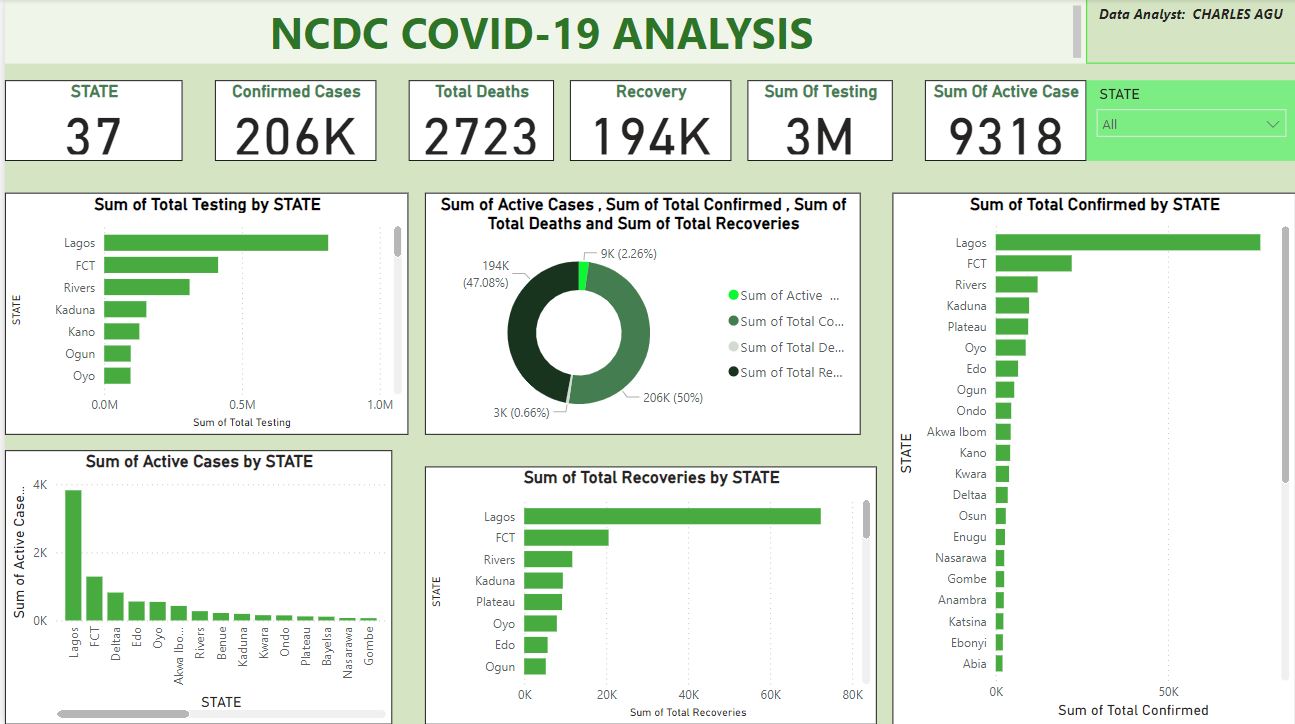 NCDC COVID-19 ANALYSIS
Data Analyst: CHARLES AGU
STATE
37
Confirmed Cases
206K
Total Deaths
2723
Recovery
194K
Sum Of Testing
3M
Sum Of Active Case
9318
STATE
All
Sum of Total Testing by STATE
STATE
Lagos
FCT
Rivers
Kaduna
Kano
Ogun
Oyo
0.0M 0.5M 1.0M
Sum of Total Testing
Sum of Active Cases , Sum of Total Confirmed , Sum of
Total Deaths and Sum of Total Recoveries
9K (2.26%)
194K
(47.08%)
206K (50%)
3K (0.66%)
Sum of Active ...
Sum of Total Co...
Sum of Total De...
Sum of Total Re...
Sum of Total Confirmed by STATE
STATE
Lagos
FCT
Rivers
Kaduna
Plateau
Oyo
Edo
Ogun
Ondo
Akwa Ibom
Kano
Kwara
Deltaa
Osun
Enugu
Nasarawa
Gombe
Anambra
Katsina
Ebonyi
Abia
0K 50K
Sum of Total Confirmed
Sum of Active Cases by STATE
Sum of Active Case...
4K
2K
0K
Lagos
FCT
Deltaa
Edo
Oyo
Akwa Ibo...
Rivers
Benue
Kaduna
Kwara
Ondo
Plateau
Bayelsa
Nasarawa
Gombe
STATE
Sum of Total Recoveries by STATE
STATE
Lagos
FCT
Rivers
Kaduna
Plateau
Oyo
Edo
Ogun
0K 20K 40K 60K 80K
Sum of Total Recoveries